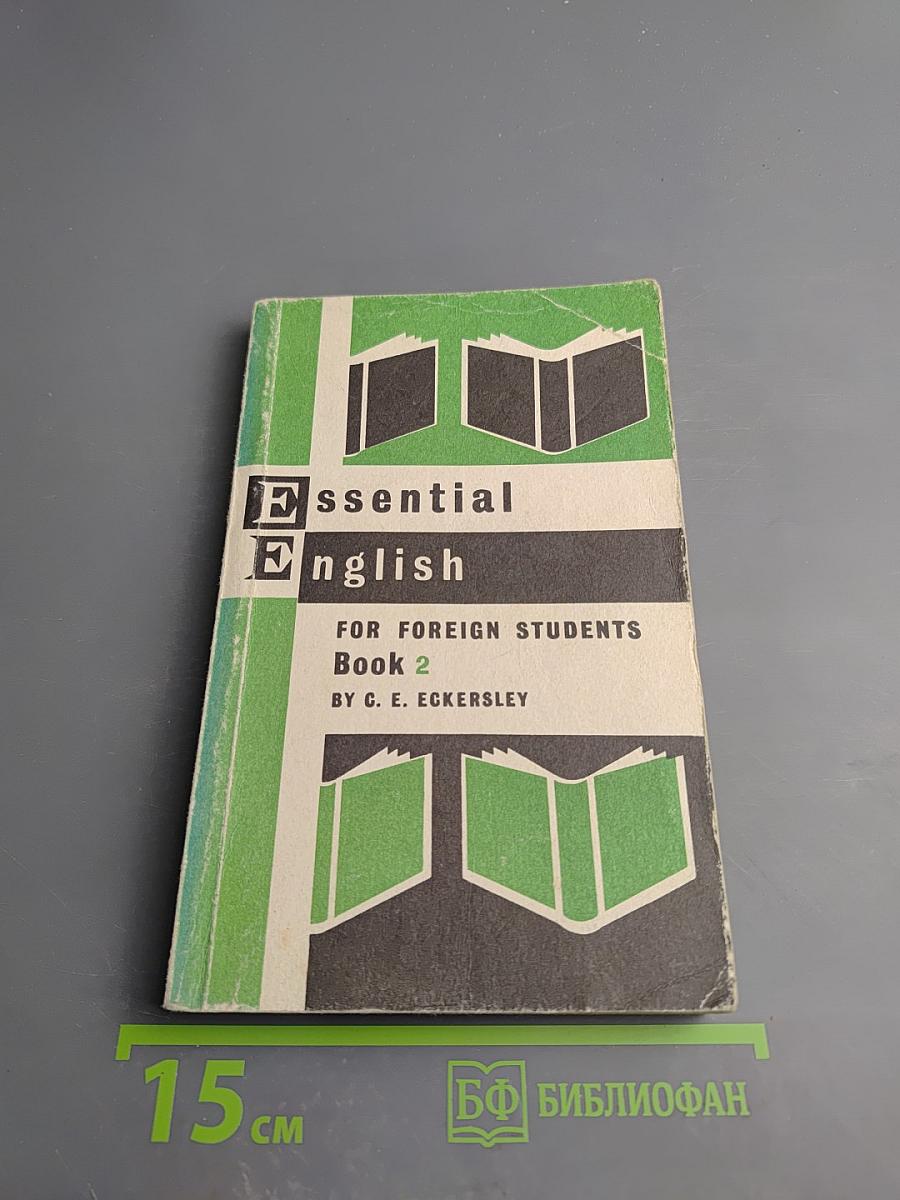 Essential
English
FOR FOREIGN STUDENTS
Book 2
BY C. E. ECKERSLEY
15 см
БФ БИБЛИОФАН